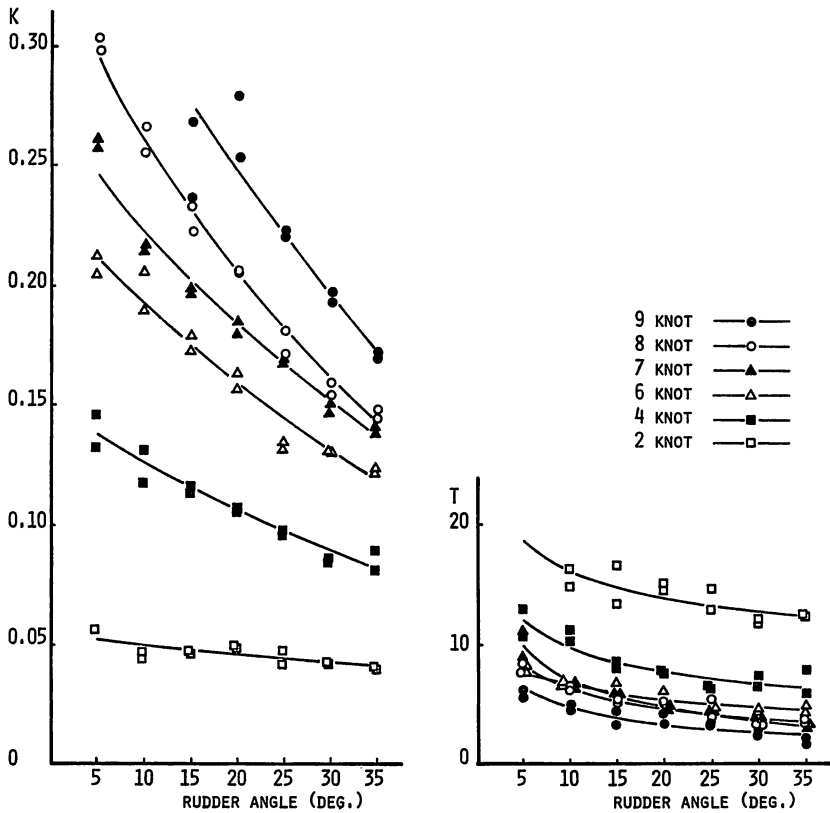 K
0.30
0.25
0.20
0.15
0.10
0.05
0
5 10 15 20 25 30 35
RUDDER ANGLE (DEG.)
9 KNOT
8 KNOT
7 KNOT
6 KNOT
4 KNOT
2 KNOT
T
20
10
0
5 10 15 20 25 30 35
RUDDER ANGLE (DEG.)